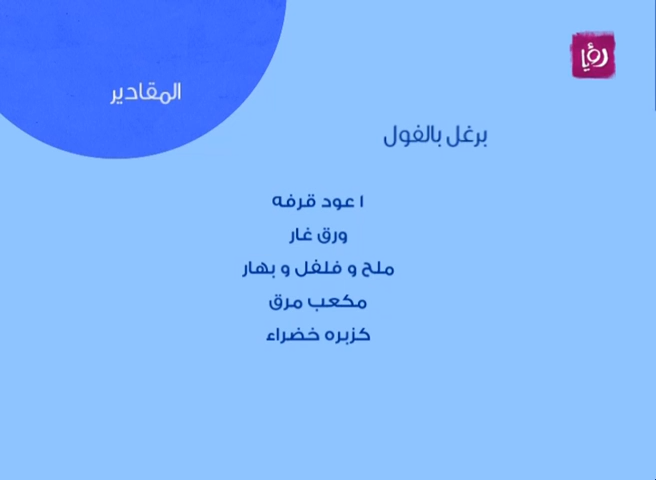 رؤيا
المقادير
برغل بالفول
١ عود قرفه
ورق غار
ملح و فلفل و بهار
مكعب مرق
كزبره خضراء